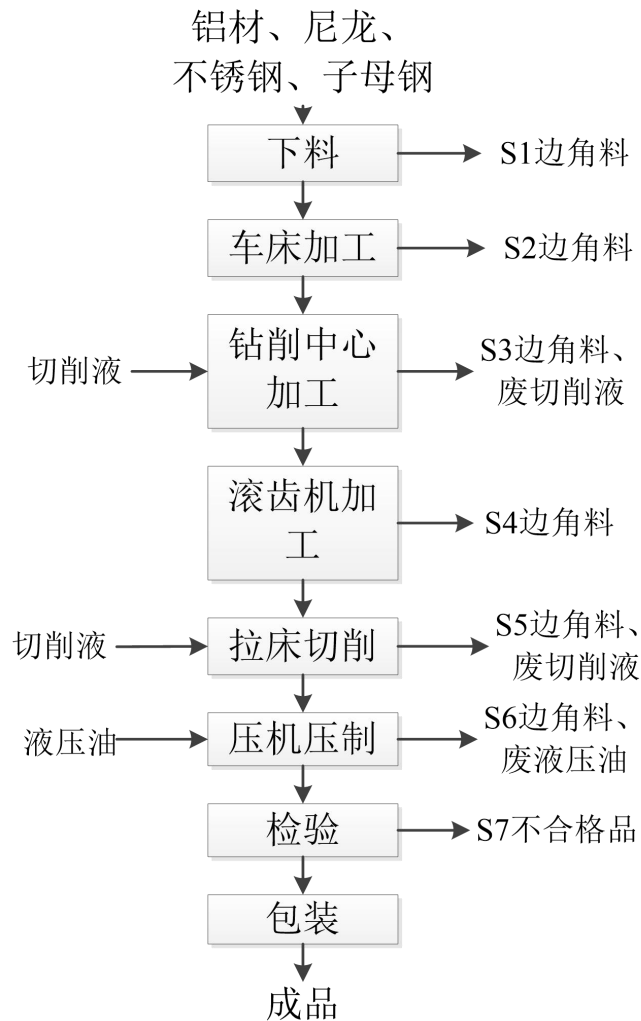 铝材、尼龙、
不锈钢、子母钢
下料
S1边角料
车床加工
S2边角料
切削液
钻削中心
加工
S3边角料、
废切削液
滚齿机加
工
S4边角料
切削液
拉床切削
S5边角料、
废切削液
液压油
压机压制
S6边角料、
废液压油
检验
S7不合格品
包装
成品